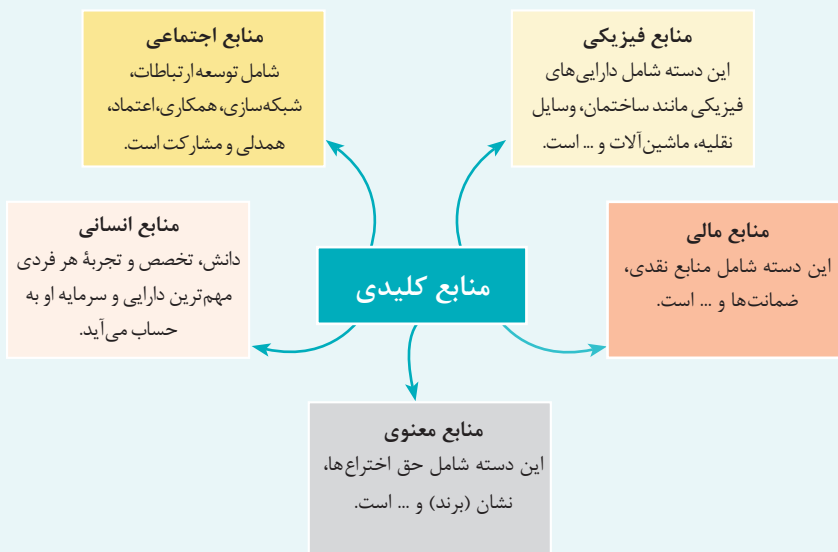 منابع فیزیکی
این دسته شامل دارایی‌های
فیزیکی مانند ساختمان، وسایل
نقلیه، ماشین‌آلات و ... است.
منابع اجتماعی
شامل توسعه ارتباطات،
شبکه‌سازی، همکاری، اعتماد،
همدلی و مشارکت است.
منابع مالی
این دسته شامل منابع نقدی،
ضمانت‌ها و ... است.
منابع کلیدی
منابع انسانی
دانش، تخصص و تجربهٔ هر فردی
مهم‌ترین دارایی و سرمایه او به
حساب می‌آید.
منابع معنوی
این دسته شامل حق اختراع‌ها،
نشان (برند) و ... است.